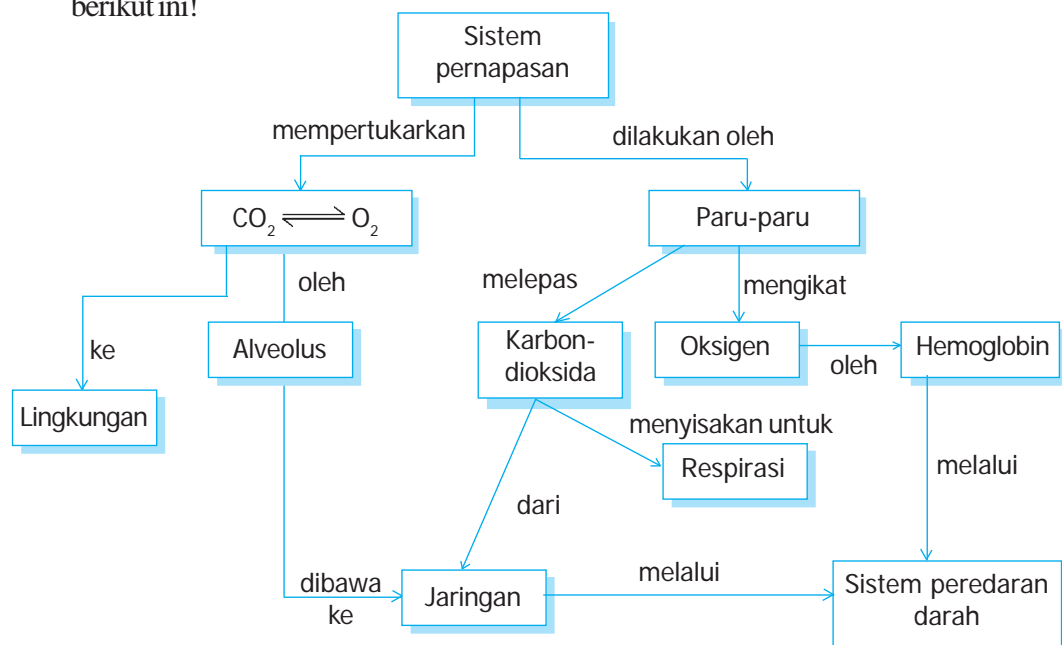 berikut ini!
Sistem
pernapasan
mempertukarkan
dilakukan oleh
CO₂ ⇌ O₂
Paru-paru
oleh
melepas
mengikat
ke
Alveolus
Karbon-
dioksida
Oksigen
oleh
Hemoglobin
Lingkungan
menyisakan untuk
Respirasi
melalui
dari
dibawa
ke
Jaringan
melalui
Sistem peredaran
darah